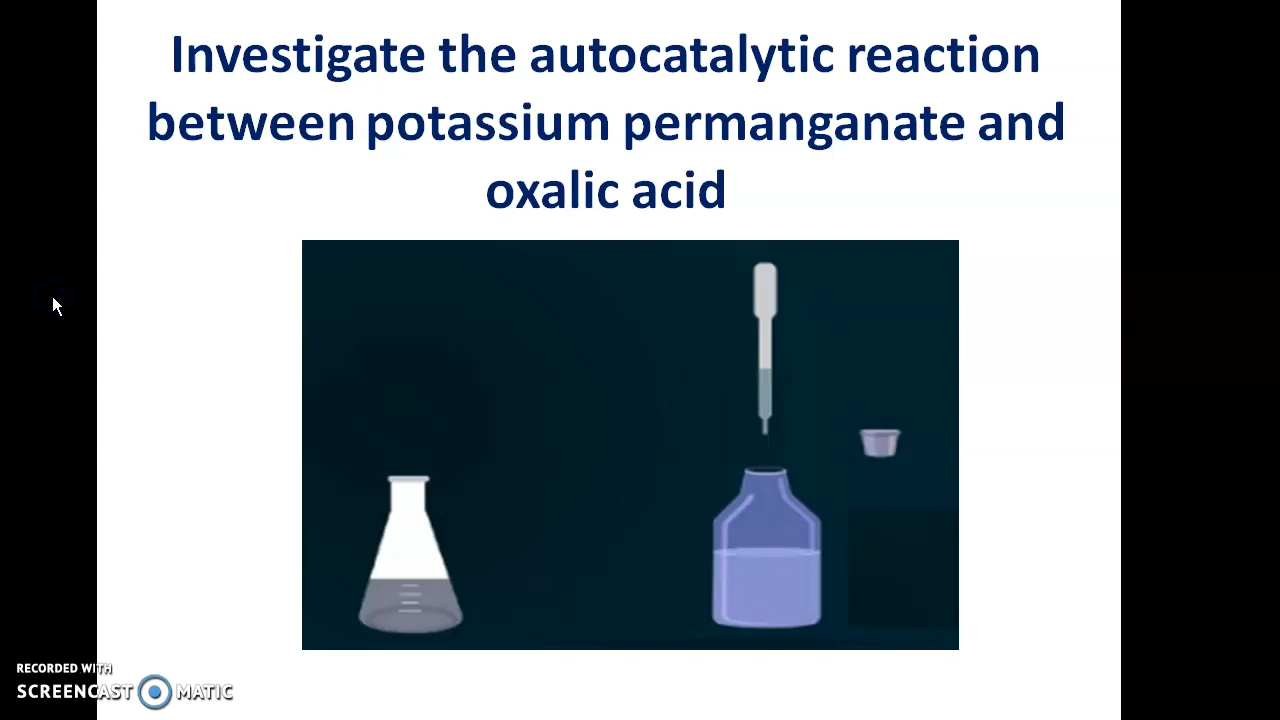 Investigate the autocatalytic reaction
between potassium permanganate and
oxalic acid
RECORDED WITH
SCREENCAST MATIC